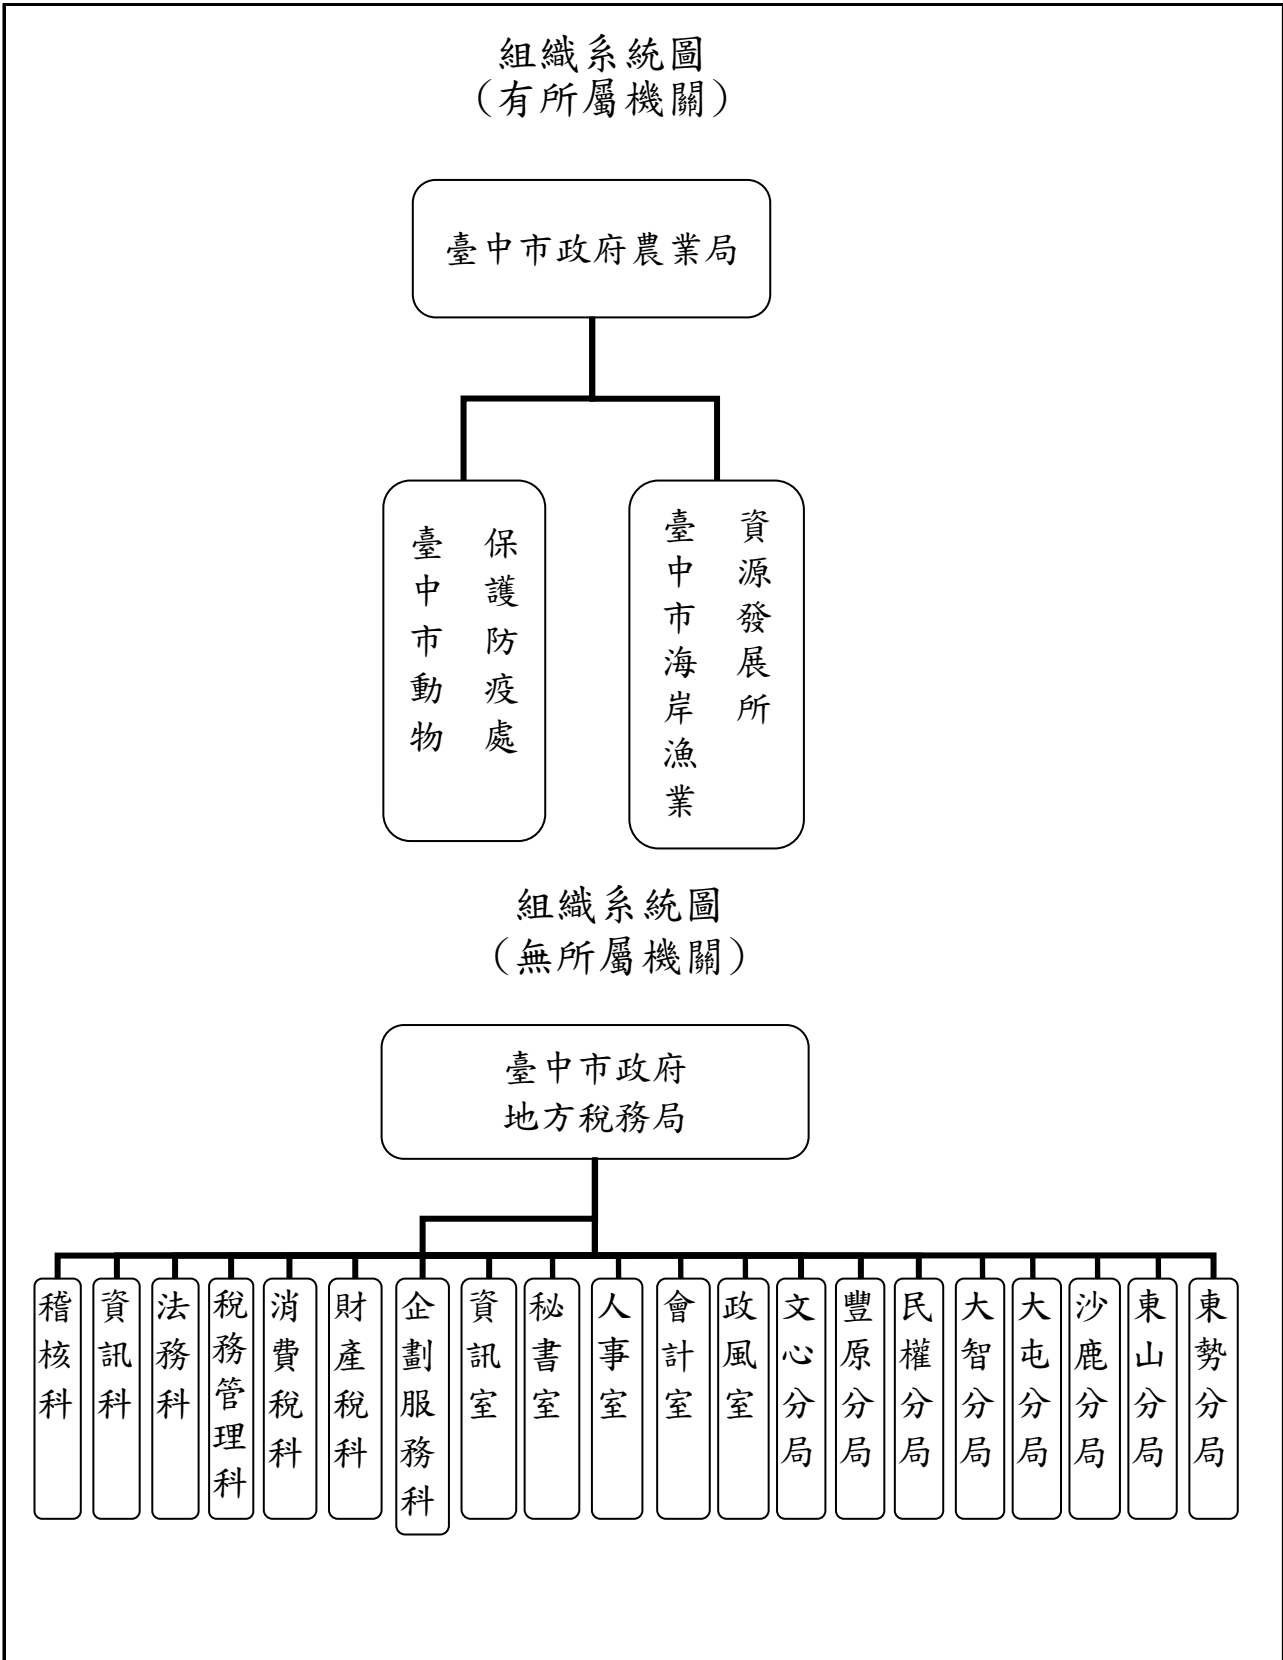 組織系統圖
（有所屬機關）
臺中市政府農業局
臺中市動物
保護防疫處
臺中市海岸漁業
資源發展所
組織系統圖
（無所屬機關）
臺中市政府
地方稅務局
稽核科
資訊科
法務科
稅務管理科
消費稅科
財產稅科
企劃服務科
資訊室
秘書室
人事室
會計室
政風室
文心分局
豐原分局
民權分局
大智分局
大屯分局
沙鹿分局
東山分局
東勢分局